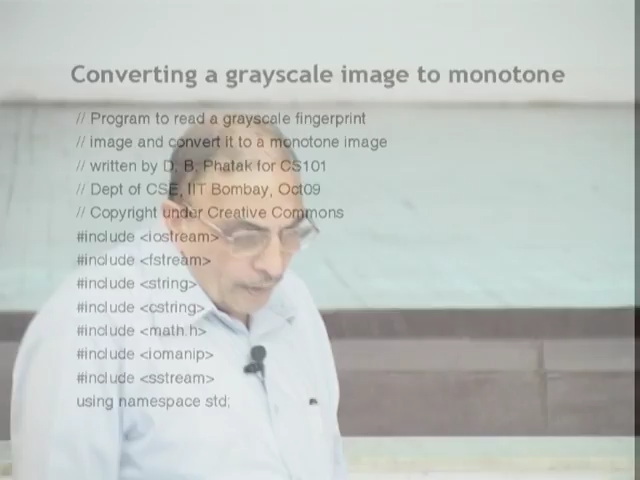 Converting a grayscale image to monotone
// Program to read a grayscale fingerprint
// image and convert it to a monotone image
// written by D. B. Phatak for CS101
// Dept of CSE, IIT Bombay, Oct09
// Copyright under Creative Commons
#include <iostream>
#include <fstream>
#include <string>
#include <cstring>
#include <math.h>
#include <iomanip>
#include <sstream>
using namespace std;